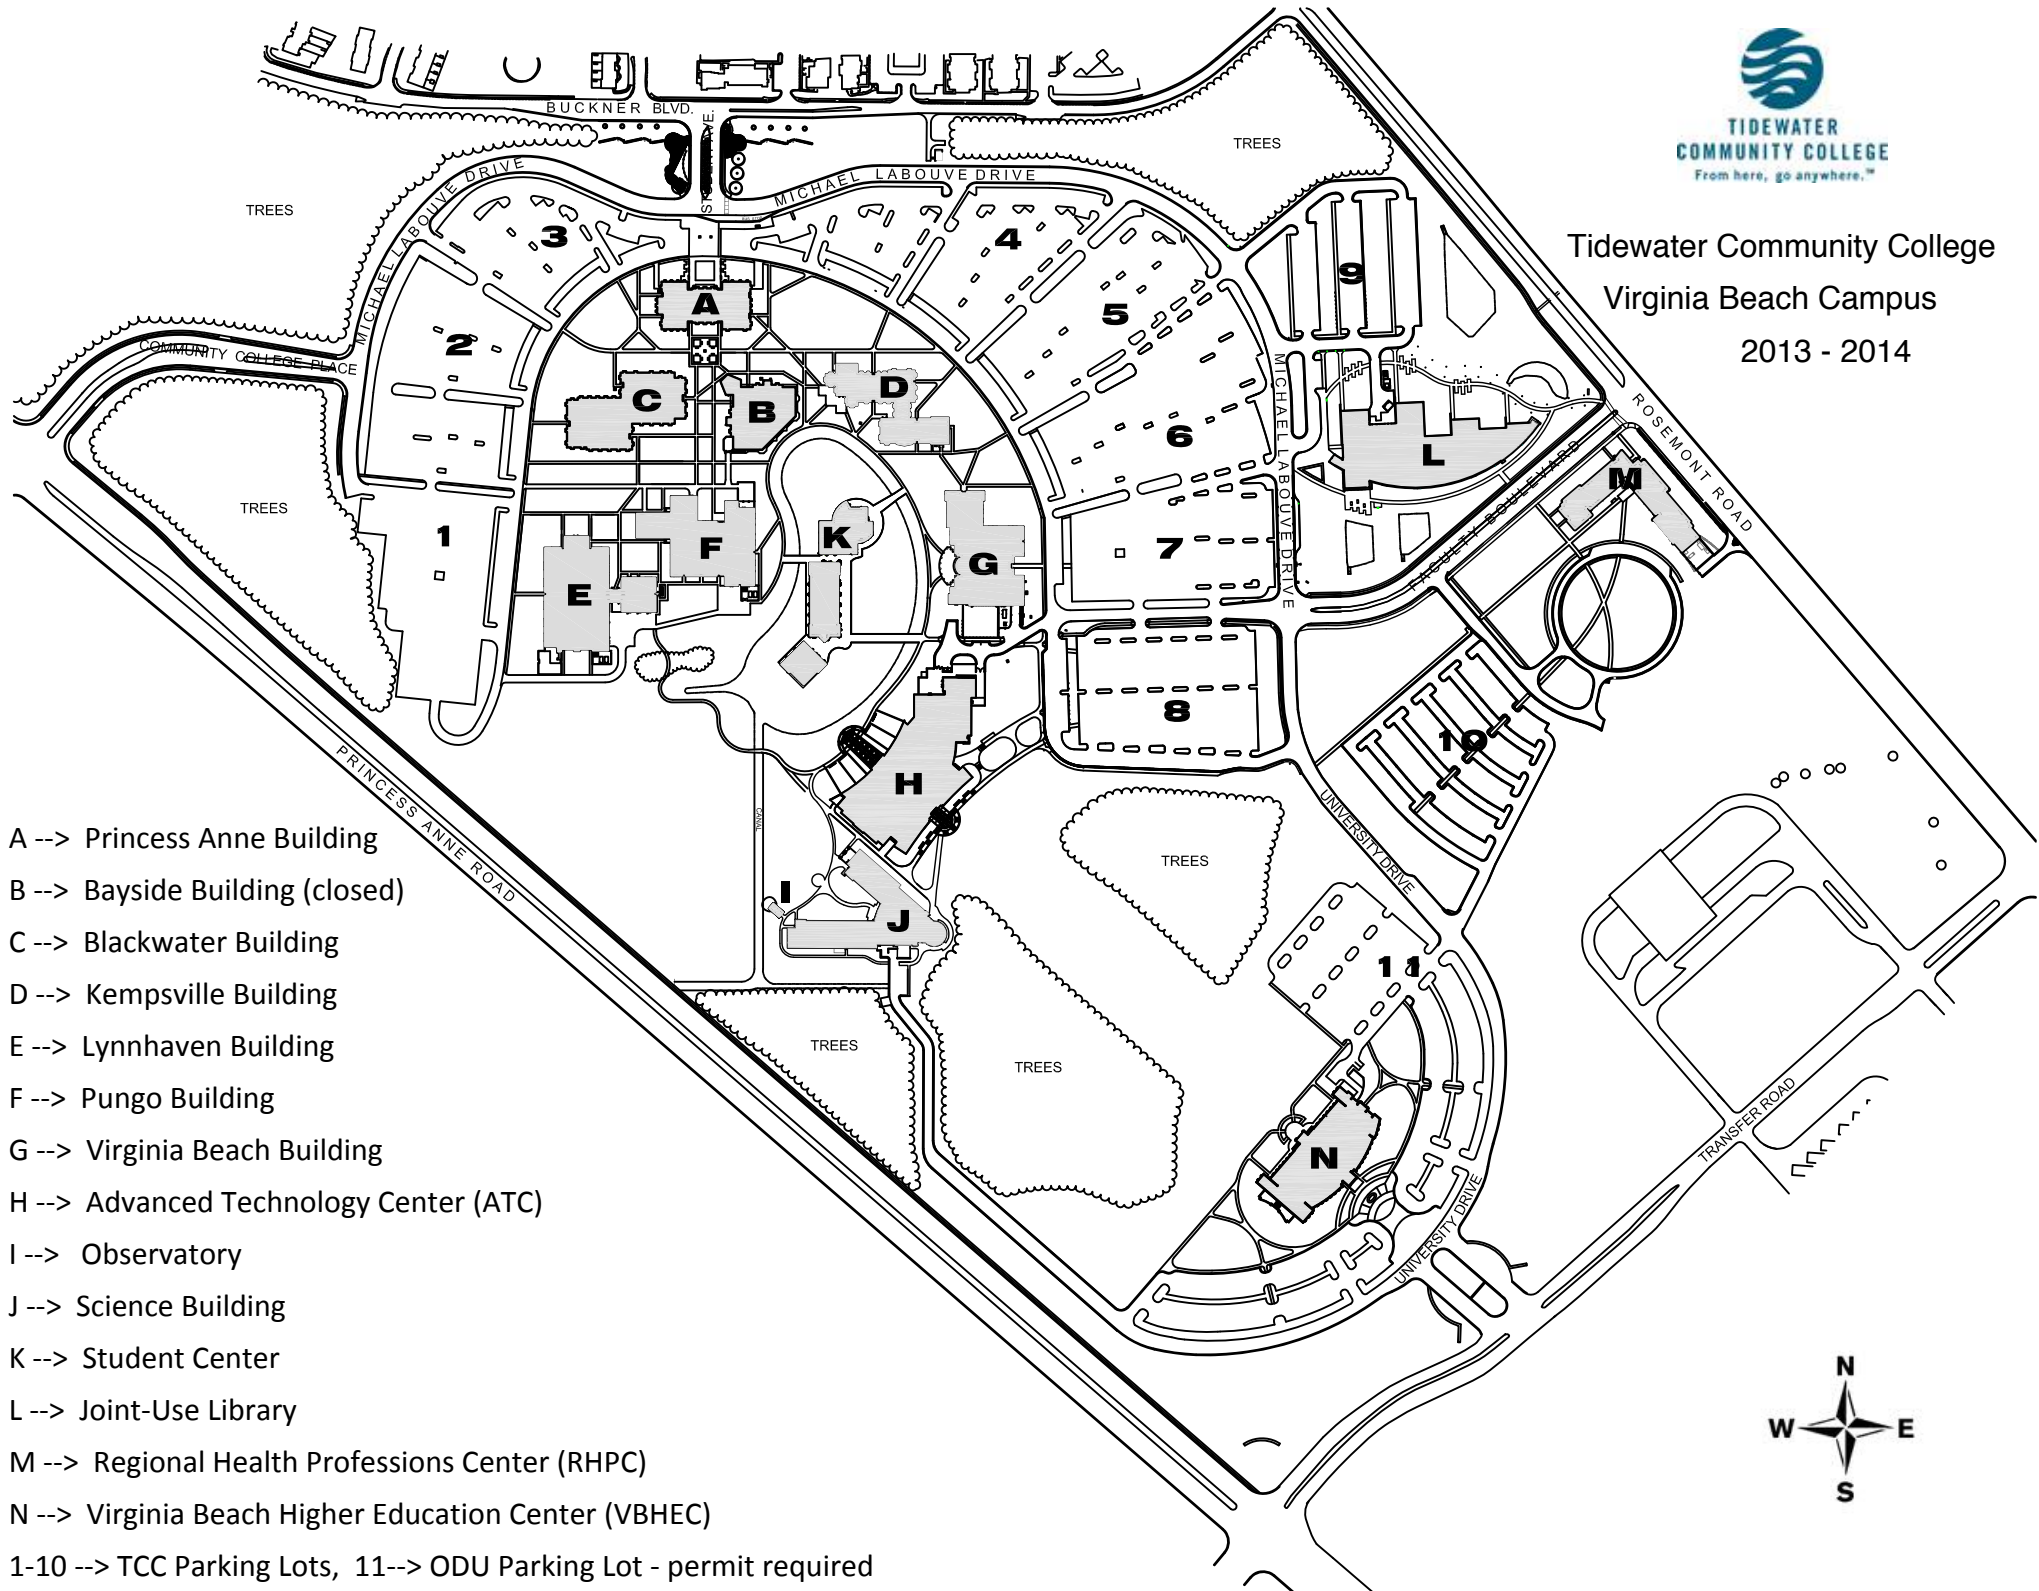 BUCKNER BLVD.
TREES
TIDEWATER
COMMUNITY COLLEGE
From here, go anywhere.™
MICHAEL LABOUVE DRIVE
MICHAEL LABOUVE DRIVE
TREES
3
4
9
Tidewater Community College
Virginia Beach Campus
2013 - 2014
MICHAEL LABOUVE DRIVE
A
5
2
COMMUNITY COLLEGE PLACE
MICHAEL LABOUVE DRIVE
C
B
D
6
L
ROSEMONT ROAD
M
TREES
1
F
K
G
7
FACULTY BOULEVARD
E
8
10
PRINCESS ANNE ROAD
H
CANAL
UNIVERSITY DRIVE
TREES
I
J
11
TREES
TREES
N
TRANSFER ROAD
UNIVERSITY DRIVE
A --> Princess Anne Building
B --> Bayside Building (closed)
C --> Blackwater Building
D --> Kempsville Building
E --> Lynnhaven Building
F --> Pungo Building
G --> Virginia Beach Building
H --> Advanced Technology Center (ATC)
I --> Observatory
J --> Science Building
K --> Student Center
L --> Joint-Use Library
M --> Regional Health Professions Center (RHPC)
N --> Virginia Beach Higher Education Center (VBHEC)
1-10 --> TCC Parking Lots, 11--> ODU Parking Lot - permit required
N
W E
S